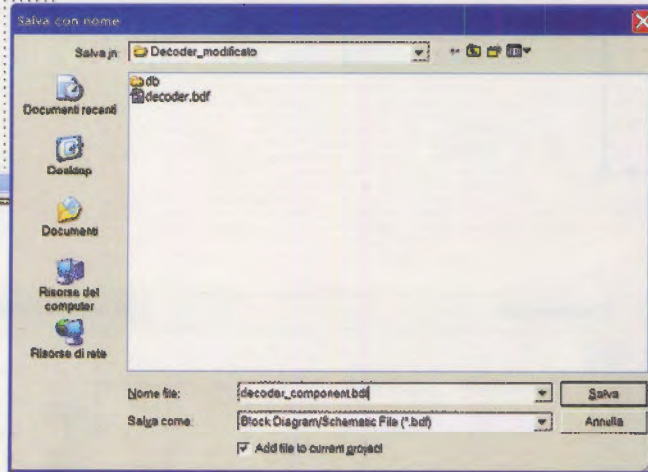 Salva con nome
Salva in:
Decoder_modificato
db
decoder.bdf
Documenti recenti
Desktop
Documenti
Risorse del
computer
Risorse di rete
Nome file:
decoder_component.bdf
Salva
Salva come:
Block Diagram/Schematic File (*.bdf)
Annulla
Add file to current project